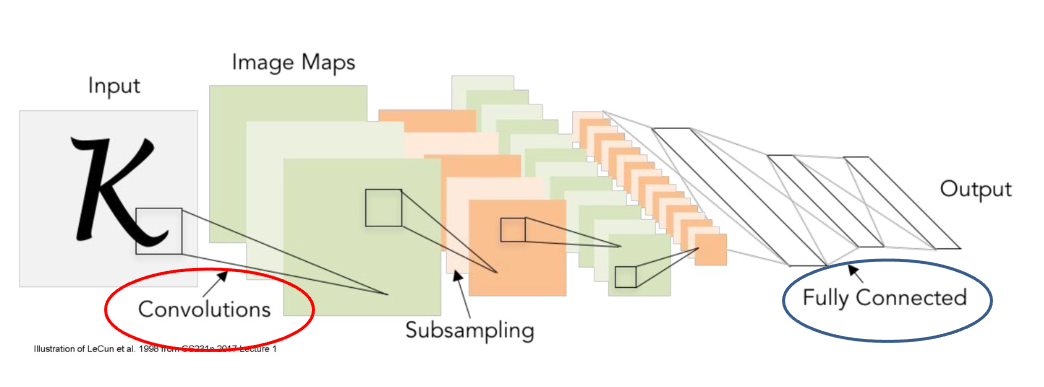 Image Maps
Input
K
Output
Fully Connected
Convolutions
Subsampling
Illustration of LeCun et al. 1998 from CS231n 2017 Lecture 1